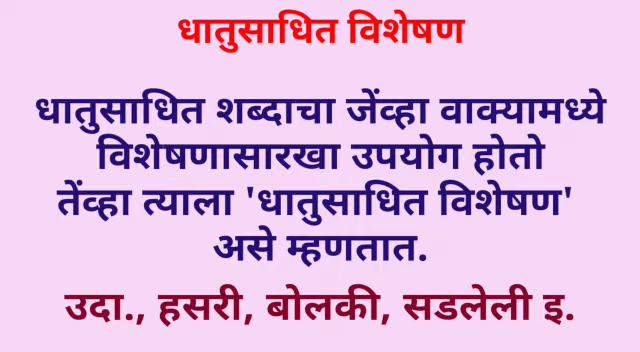 धातुसाधित विशेषण
धातुसाधित शब्दाचा जेंव्हा वाक्यामध्ये
विशेषणासारखा उपयोग होतो
तेंव्हा त्याला 'धातुसाधित विशेषण'
असे म्हणतात.
उदा., हसरी, बोलकी, सडलेली इ.